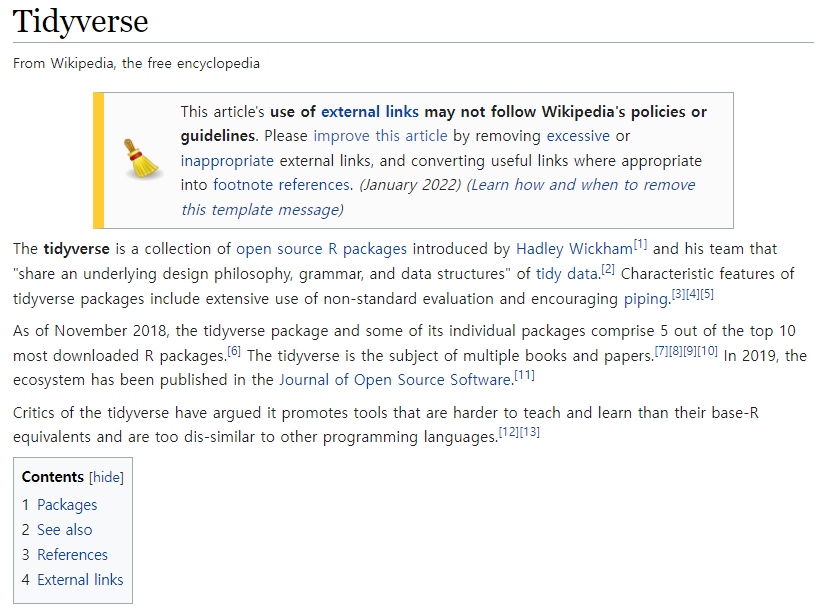 Tidyverse
From Wikipedia, the free encyclopedia
This article's use of external links may not follow Wikipedia's policies or
guidelines. Please improve this article by removing excessive or
inappropriate external links, and converting useful links where appropriate
into footnote references. (January 2022) (Learn how and when to remove
this template message)
The tidyverse is a collection of open source R packages introduced by Hadley Wickham[1] and his team that
"share an underlying design philosophy, grammar, and data structures" of tidy data.[2] Characteristic features of
tidyverse packages include extensive use of non-standard evaluation and encouraging piping.[3][4][5]
As of November 2018, the tidyverse package and some of its individual packages comprise 5 out of the top 10
most downloaded R packages.[6] The tidyverse is the subject of multiple books and papers.[7][8][9][10] In 2019, the
ecosystem has been published in the Journal of Open Source Software.[11]
Critics of the tidyverse have argued it promotes tools that are harder to teach and learn than their base-R
equivalents and are too dis-similar to other programming languages.[12][13]
Contents [hide]
1 Packages
2 See also
3 References
4 External links